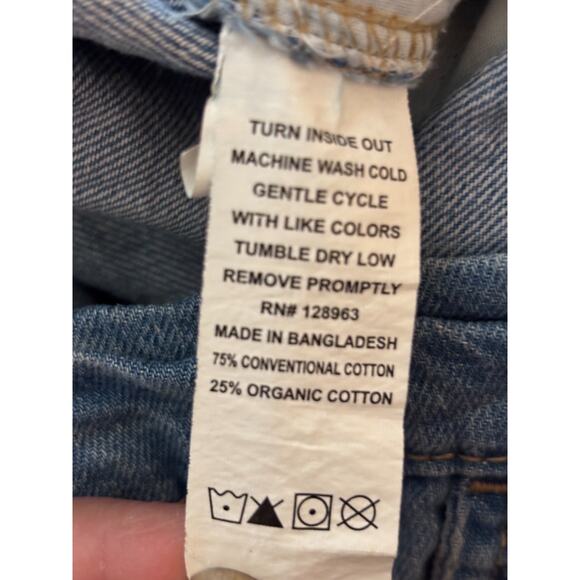 TURN INSIDE OUT
MACHINE WASH COLD
GENTLE CYCLE
WITH LIKE COLORS
TUMBLE DRY LOW
REMOVE PROMPTLY
RN# 128963
MADE IN BANGLADESH
75% CONVENTIONAL COTTON
25% ORGANIC COTTON